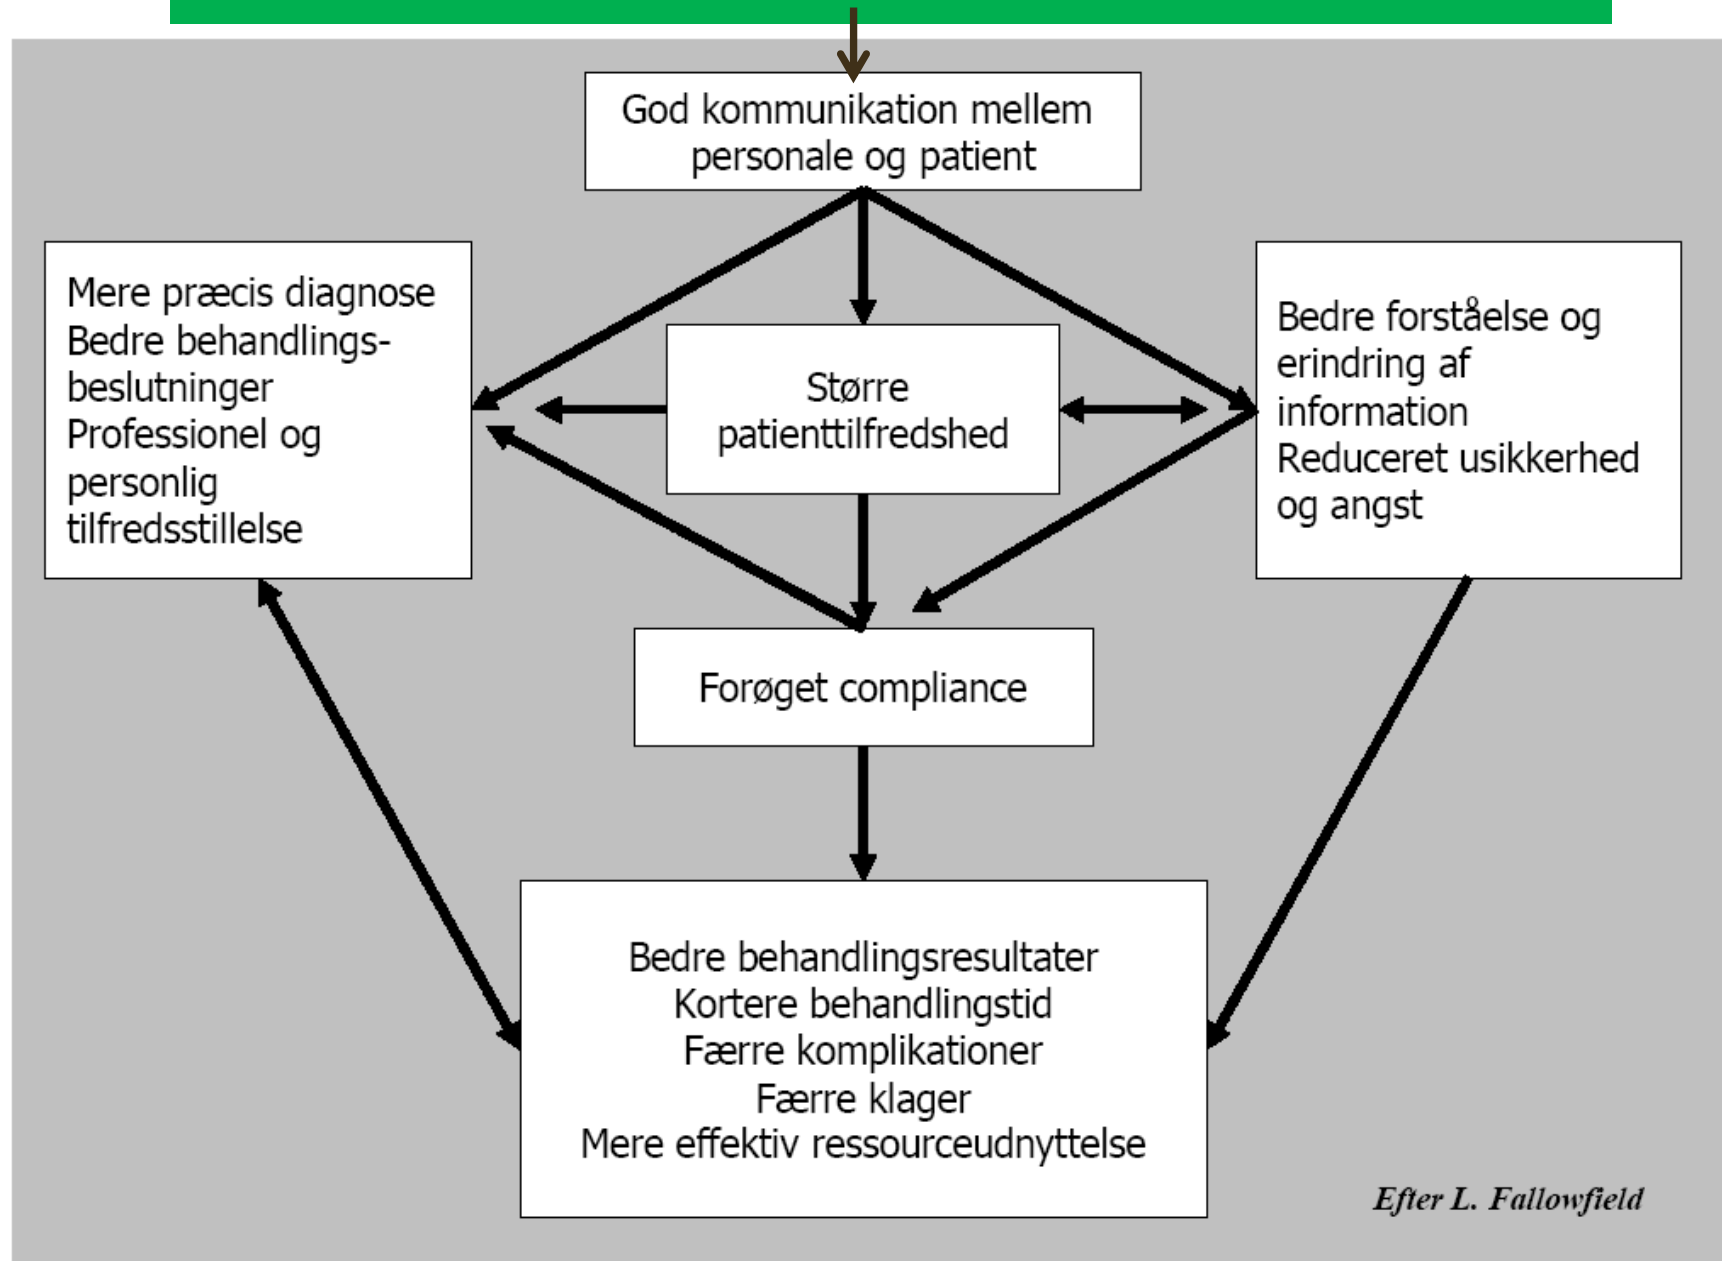 God kommunikation mellem
personale og patient
Mere præcis diagnose
Bedre behandlings-
beslutninger
Professionel og
personlig
tilfredsstillelse
Større
patienttilfredshed
Bedre forståelse og
erindring af
information
Reduceret usikkerhed
og angst
Forøget compliance
Bedre behandlingsresultater
Kortere behandlingstid
Færre komplikationer
Færre klager
Mere effektiv ressourceudnyttelse
Efter L. Fallowfield